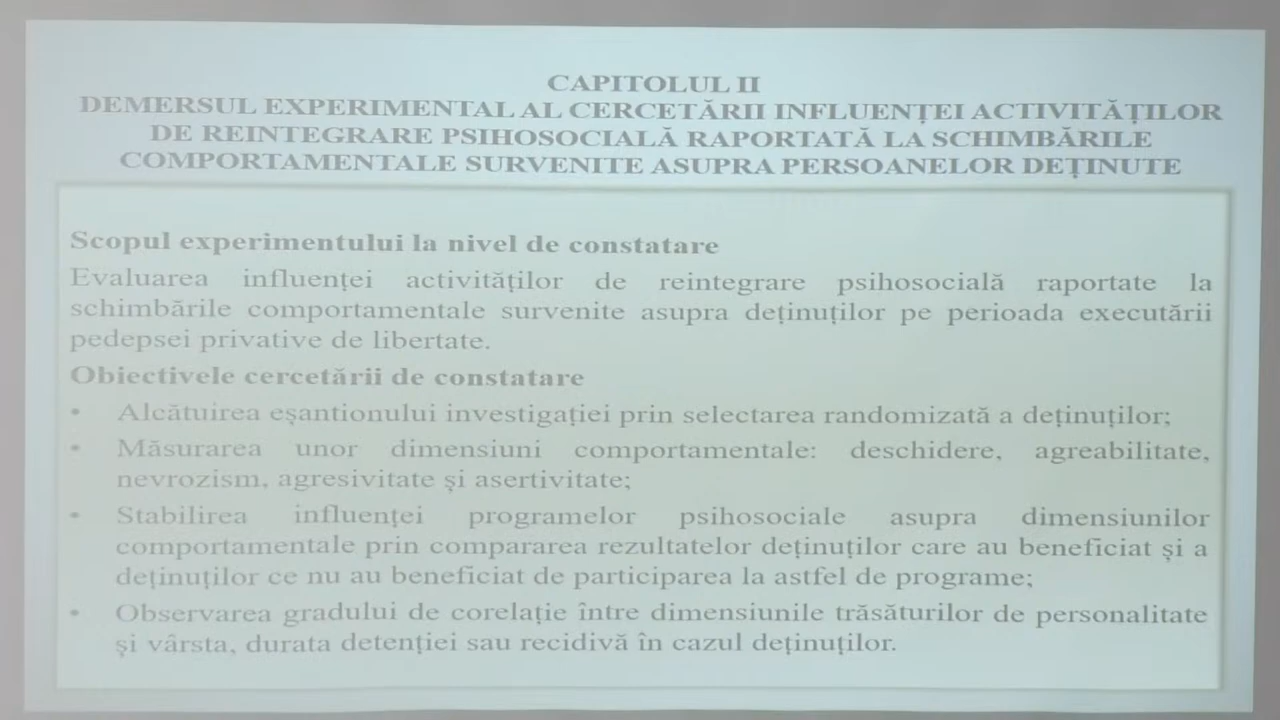 CAPITOLUL II
DEMERSUL EXPERIMENTAL AL CERCETĂRII INFLUENȚEI ACTIVITĂȚILOR
DE REINTEGRARE PSIHOSOCIALĂ RAPORTATĂ LA SCHIMBĂRILE
COMPORTAMENTALE SURVENITE ASUPRA PERSOANELOR DEȚINUTE
Scopul experimentului la nivel de constatare
Evaluarea influenței activităților de reintegrare psihosocială raportate la
schimbările comportamentale survenite asupra deținuților pe perioada executării
pedepsei privative de libertate.
Obiectivele cercetării de constatare
• Alcătuirea eșantionului investigației prin selectarea randomizată a deținuților;
• Măsurarea unor dimensiuni comportamentale: deschidere, agreabilitate,
nevrozism, agresivitate și asertivitate;
• Stabilirea influenței programelor psihosociale asupra dimensiunilor
comportamentale prin compararea rezultatelor deținuților care au beneficiat și a
deținuților ce nu au beneficiat de participarea la astfel de programe;
• Observarea gradului de corelație între dimensiunile trăsăturilor de personalitate
și vârsta, durata detenției sau recidivă în cazul deținuților.